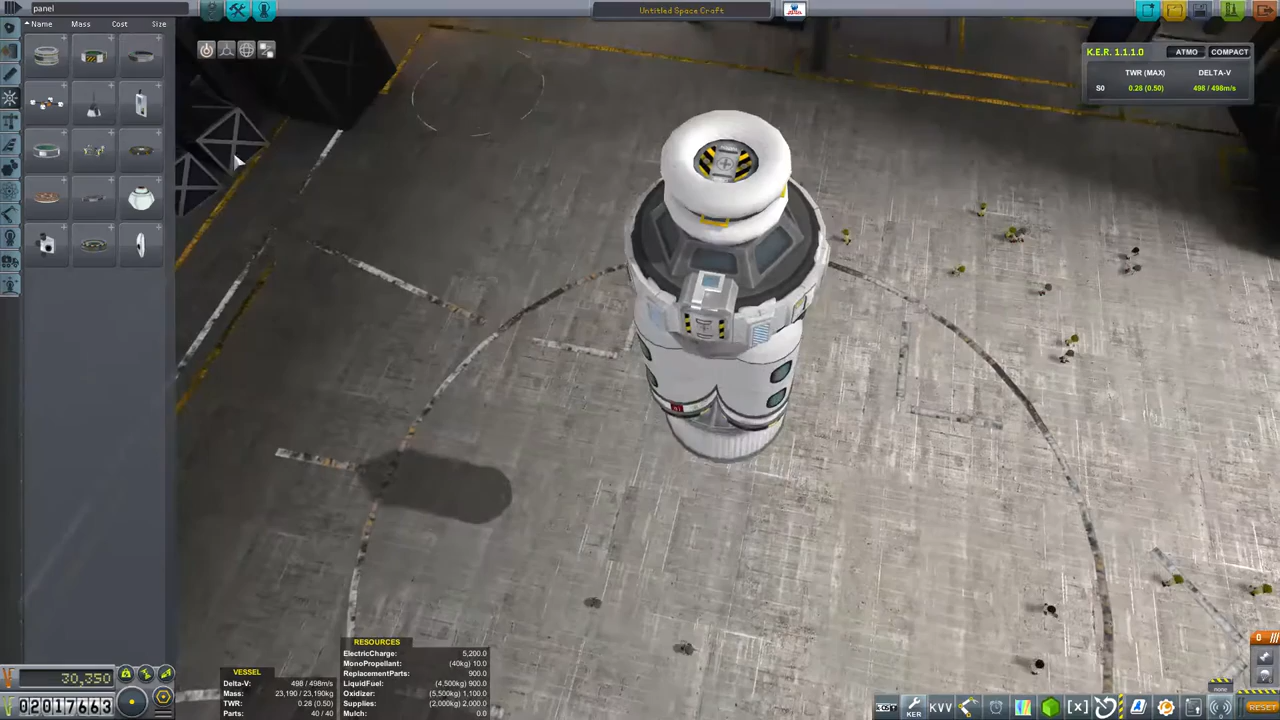 panel
Untitled Space Craft
Name Mass Cost Size
K.E.R. 1.1.1.0 ATMO COMPACT
TWR (MAX) DELTA-V
S0 0.28 (0.50) 498 / 498m/s
RESOURCES
ElectricCharge: 5,200.0
MonoPropellant: (40kg) 10.0
ReplacementParts: 900.0
LiquidFuel: (4,500kg) 900.0
Oxidizer: (5,500kg) 1,100.0
Supplies: (2,000kg) 2,000.0
Mulch: 0.0
VESSEL
Delta-V: 498 / 498m/s
Mass: 23,190 / 23,190kg
TWR: 0.28 (0.50)
Parts: 40 / 40
30,350
02017663
KER
KVV
[x]
none
0
RESET